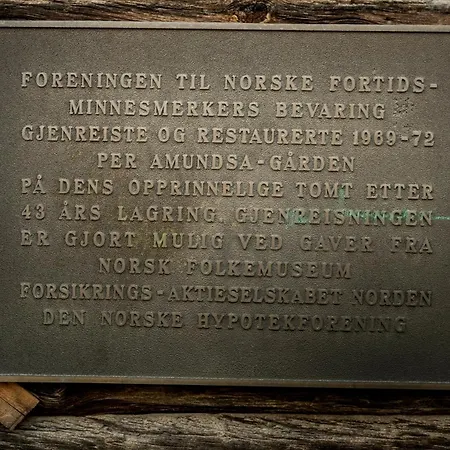 FORENINGEN TIL NORSKE FORTIDS-
MINNESMERKERS BEVARING
GJENREISTE OG RESTAURERTE 1969-72
PER AMUNDSA-GÅRDEN
PÅ DENS OPPRINNELIGE TOMT ETTER
43 ÅRS LAGRING. GJENREISNINGEN
ER GJORT MULIG VED GAVER FRA
NORSK FOLKEMUSEUM
FORSIKRINGS-AKTIESELSKABET NORDEN
DEN NORSKE HYPOTEKFORENING